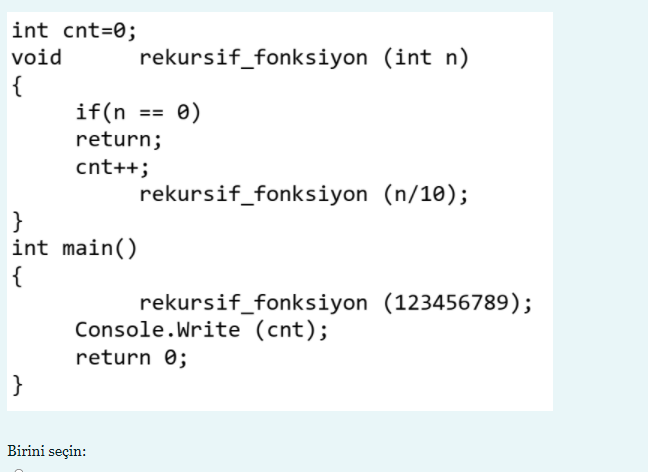 int cnt=0;
void rekursif_fonksiyon (int n)
{
if(n == 0)
return;
cnt++;
rekursif_fonksiyon (n/10);
}
int main()
{
rekursif_fonksiyon (123456789);
Console.Write (cnt);
return 0;
}
Birini seçin: